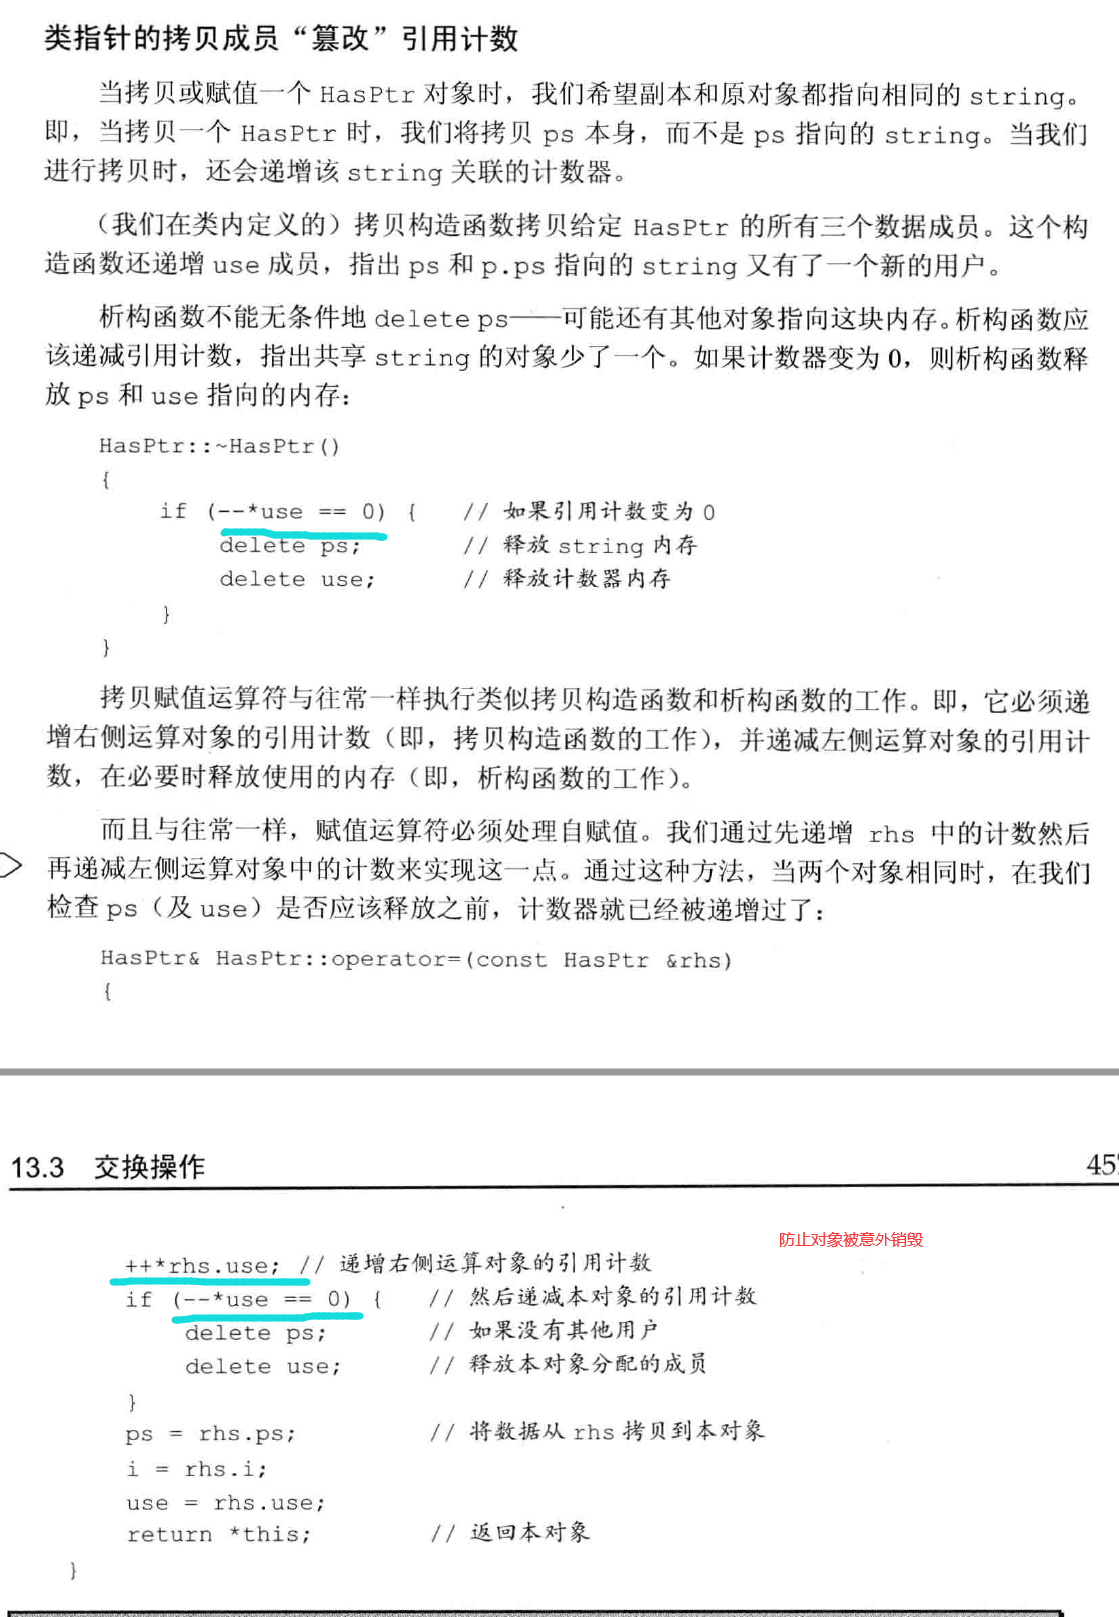 类指针的拷贝成员“篡改”引用计数
当拷贝或赋值一个 HasPtr 对象时，我们希望副本和原对象都指向相同的 string。
即，当拷贝一个 HasPtr 时，我们将拷贝 ps 本身，而不是 ps 指向的 string。当我们
进行拷贝时，还会递增该 string 关联的计数器。
（我们在类内定义的）拷贝构造函数拷贝给定 HasPtr 的所有三个数据成员。这个构
造函数还递增 use 成员，指出 ps 和 p.ps 指向的 string 又有了一个新的用户。
析构函数不能无条件地 delete ps——可能还有其他对象指向这块内存。析构函数应
该递减引用计数，指出共享 string 的对象少了一个。如果计数器变为 0，则析构函数释
放 ps 和 use 指向的内存：
HasPtr::~HasPtr()
{
if (--*use == 0) { // 如果引用计数变为 0
delete ps; // 释放 string 内存
delete use; // 释放计数器内存
}
}
拷贝赋值运算符与往常一样执行类似拷贝构造函数和析构函数的工作。即，它必须递
增右侧运算对象的引用计数（即，拷贝构造函数的工作），并递减左侧运算对象的引用计
数，在必要时释放使用的内存（即，析构函数的工作）。
而且与往常一样，赋值运算符必须处理自赋值。我们通过先递增 rhs 中的计数然后
再递减左侧运算对象中的计数来实现这一点。通过这种方法，当两个对象相同时，在我们
检查 ps（及 use）是否应该释放之前，计数器就已经被递增过了：
HasPtr& HasPtr::operator=(const HasPtr &rhs)
{
13.3 交换操作 45
防止对象被意外销毁
++*rhs.use; // 递增右侧运算对象的引用计数
if (--*use == 0) { // 然后递减本对象的引用计数
delete ps; // 如果没有其他用户
delete use; // 释放本对象分配的成员
}
ps = rhs.ps; // 将数据从 rhs 拷贝到本对象
i = rhs.i;
use = rhs.use;
return *this; // 返回本对象
}